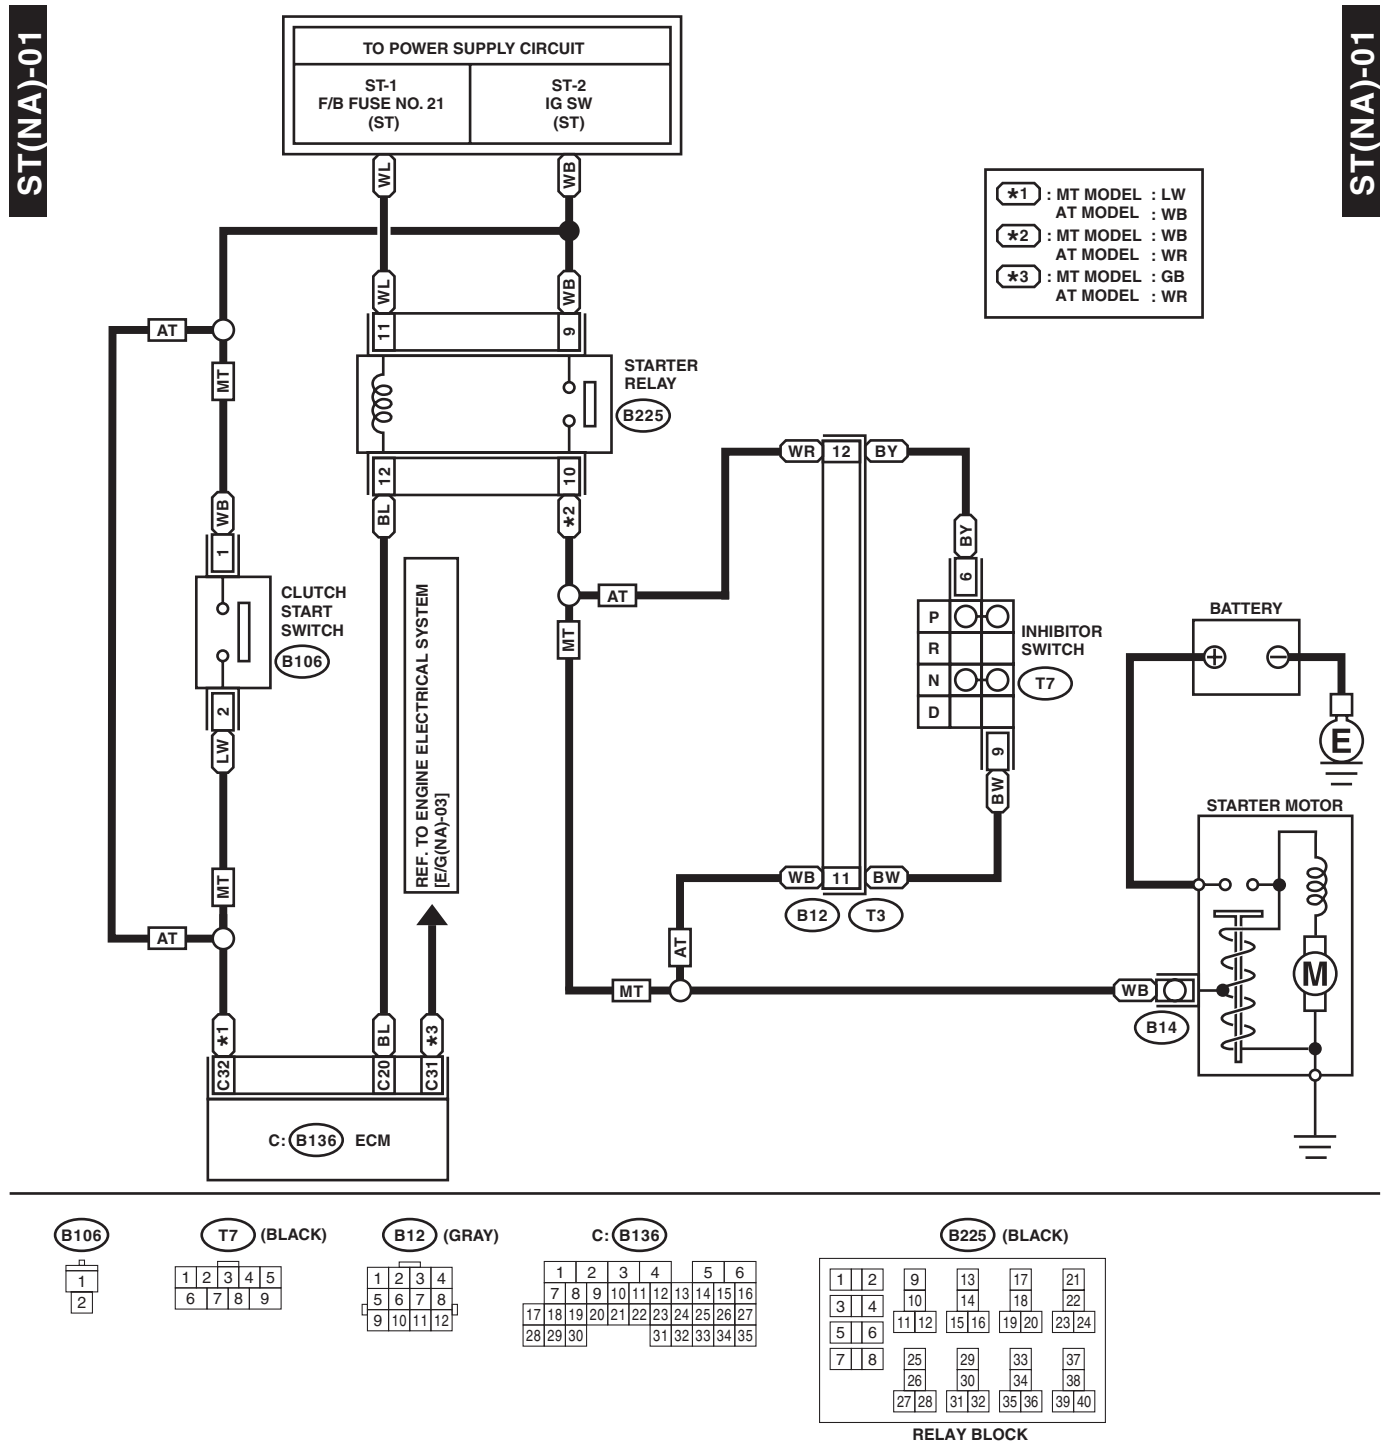 ST(NA)-01
ST(NA)-01
TO POWER SUPPLY CIRCUIT
ST-1
F/B FUSE NO. 21
(ST)
ST-2
IG SW
(ST)
WL
WB
*1 : MT MODEL : LW
AT MODEL : WB
*2 : MT MODEL : WB
AT MODEL : WR
*3 : MT MODEL : GB
AT MODEL : WR
WL
WB
11
9
AT
MT
STARTER
RELAY
B225
12
10
BL
*2
WR 12 BY
BY
6
WB
1
CLUTCH
START
SWITCH
B106
2
LW
AT
MT
REF. TO ENGINE ELECTRICAL SYSTEM
[E/G(NA)-03]
P
R
N
D
INHIBITOR
SWITCH
T7
9
BW
BATTERY
+ −
E
STARTER MOTOR
M
MT
WB 11 BW
B12 T3
AT
AT
MT
WB
B14
*1
BL
*3
C32
C20
C31
C: B136 ECM
B106
1
2
T7 (BLACK)
1 2 3 4 5
6 7 8 9
B12 (GRAY)
1 2 3 4
5 6 7 8
9 10 11 12
C: B136
1 2 3 4 5 6
7 8 9 10 11 12 13 14 15 16
17 18 19 20 21 22 23 24 25 26 27
28 29 30 31 32 33 34 35
B225 (BLACK)
1 2 9 13 17 21
3 4 10 14 18 22
11 12 15 16 19 20 23 24
5 6
7 8 25 29 33 37
26 30 34 38
27 28 31 32 35 36 39 40
RELAY BLOCK